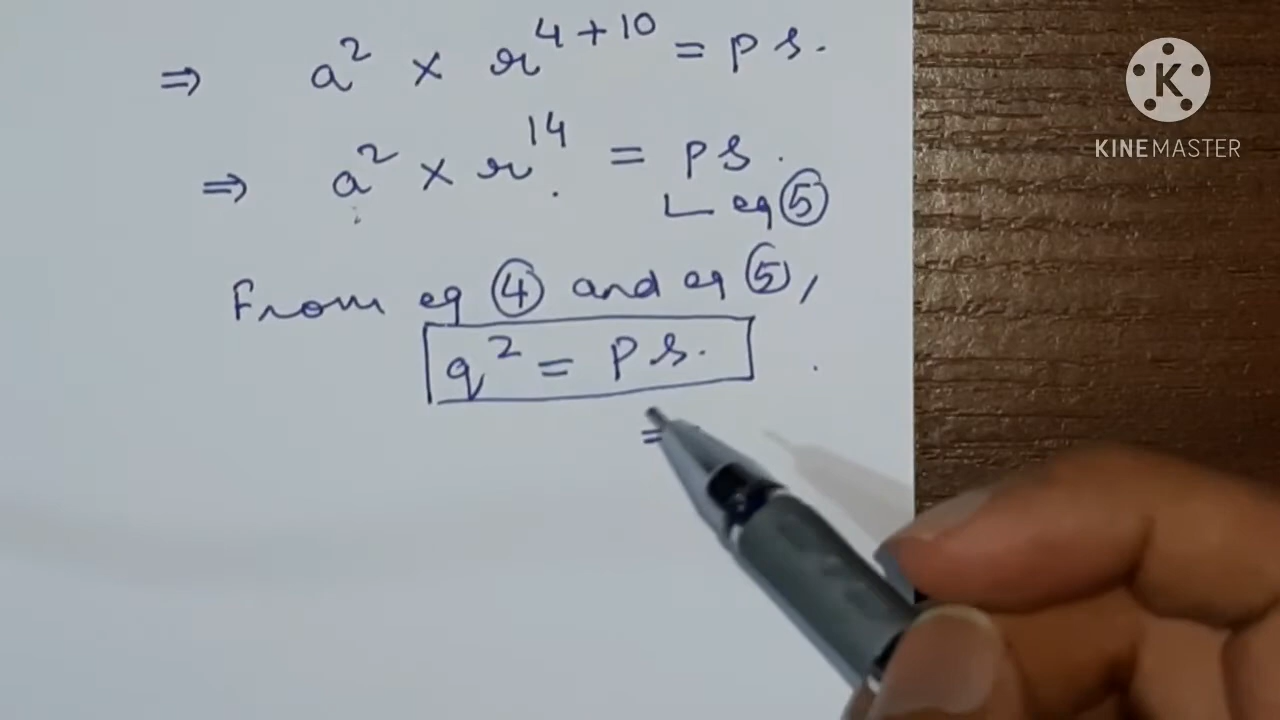 ⇒ a² × r⁴⁺¹⁰ = ps.
⇒ a² × r¹⁴ = ps.
eq ⑤
From eq ④ and eq ⑤,
q² = ps.
=
K
KINEMASTER